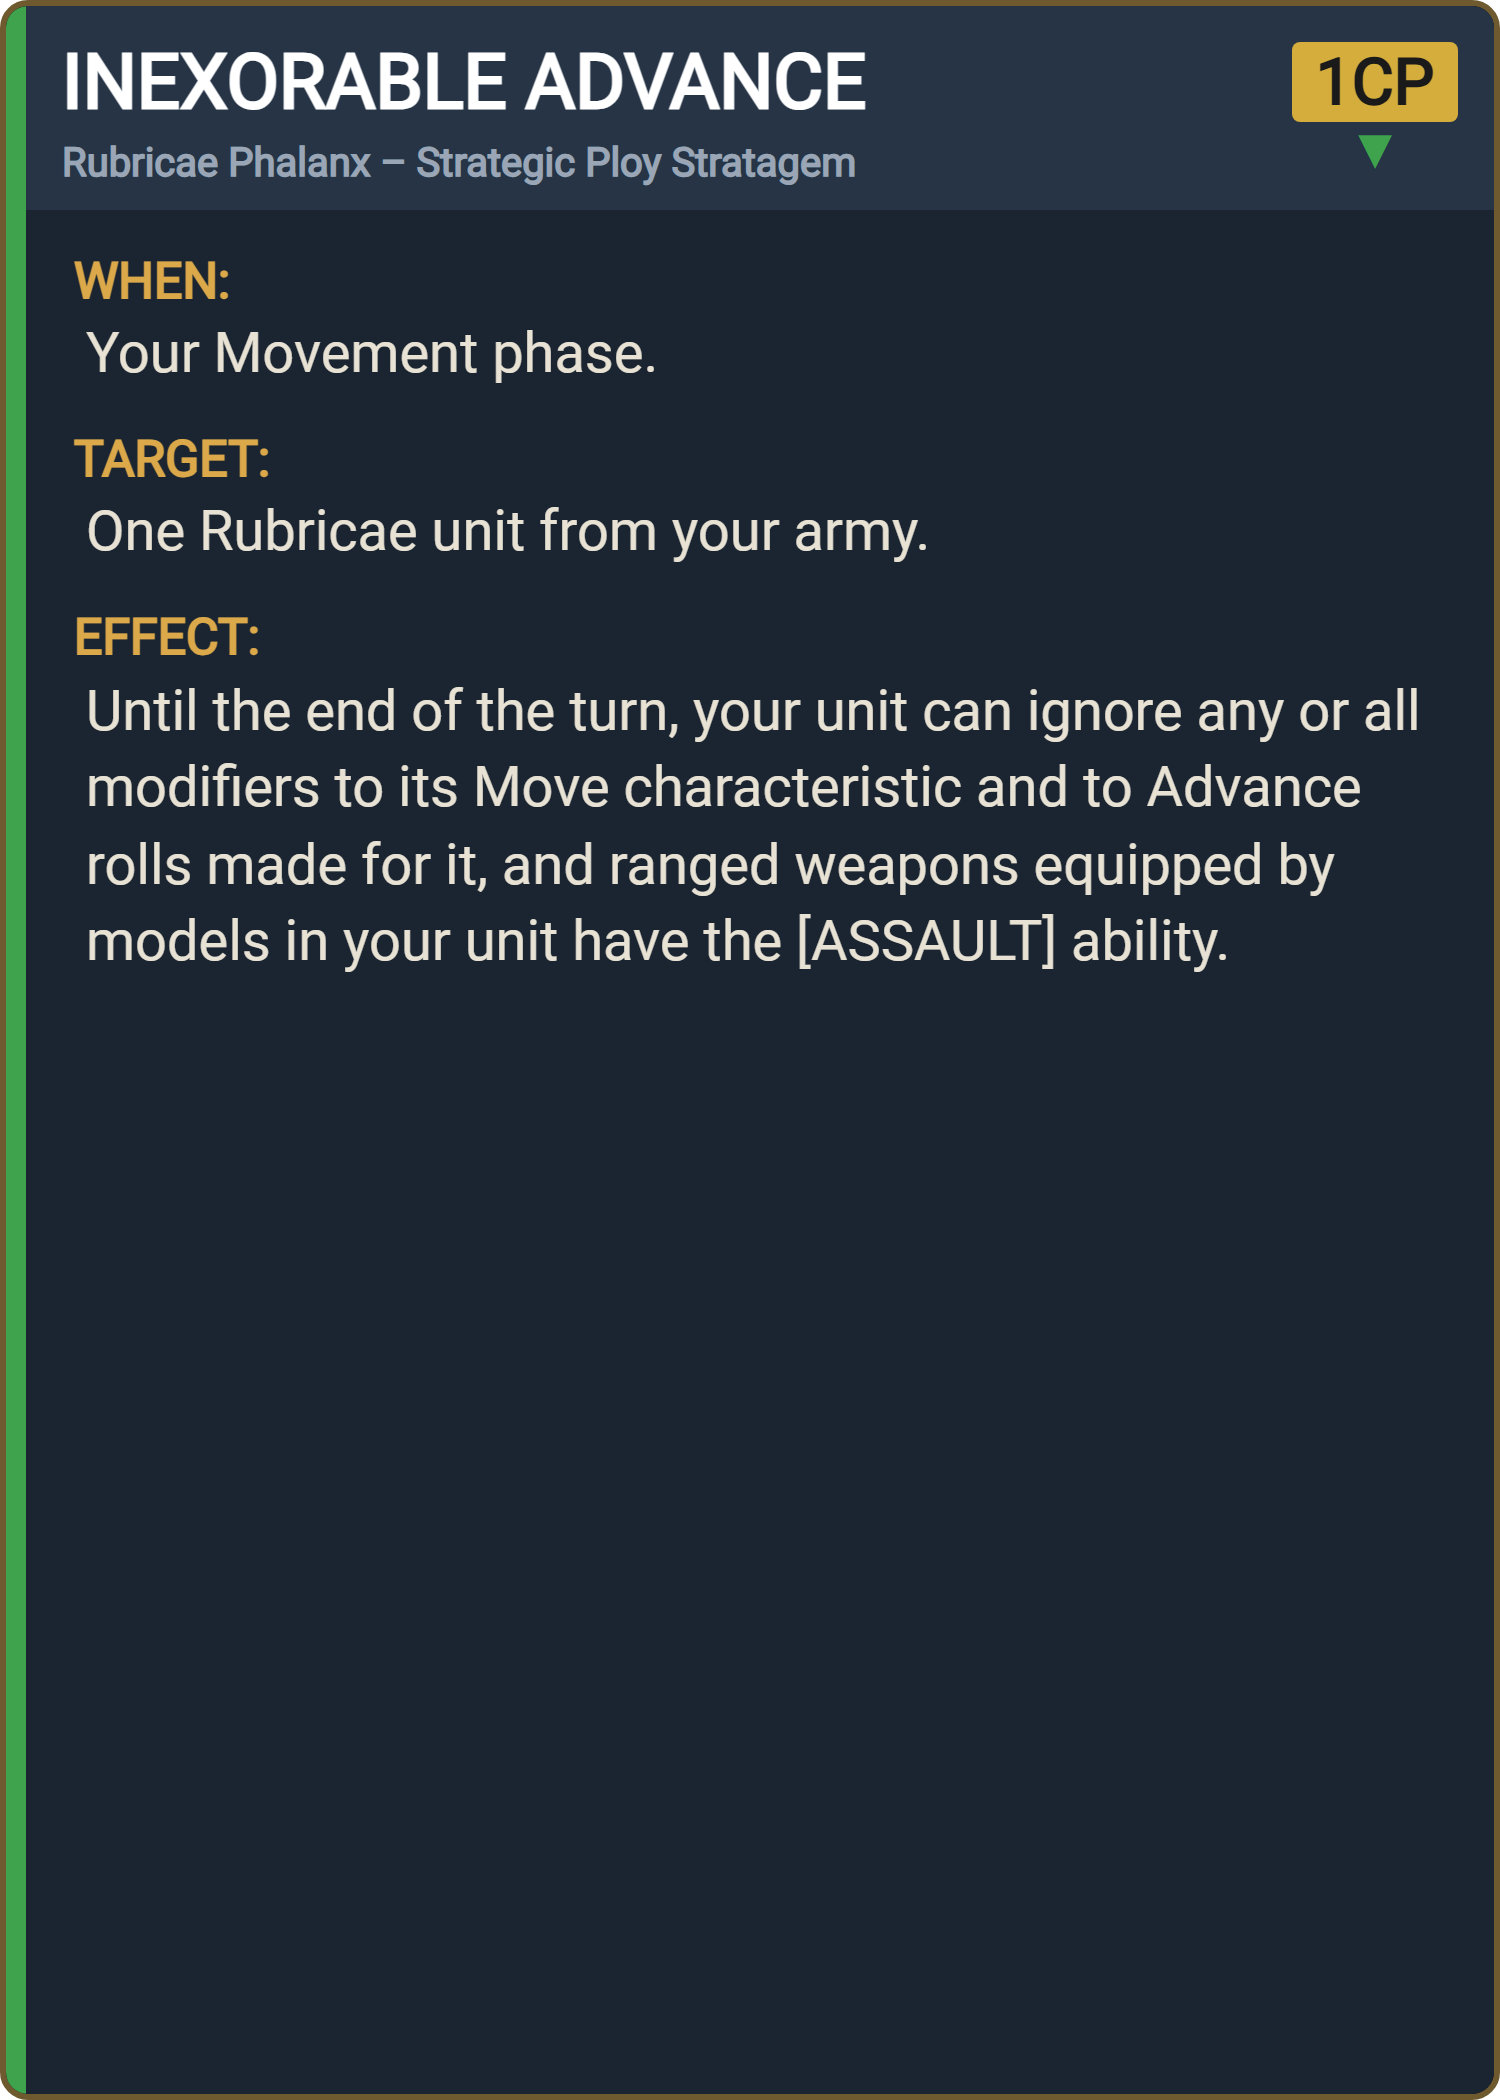 INEXORABLE ADVANCE
1CP
Rubricae Phalanx – Strategic Ploy Stratagem
WHEN:
Your Movement phase.
TARGET:
One Rubricae unit from your army.
EFFECT:
Until the end of the turn, your unit can ignore any or all
modifiers to its Move characteristic and to Advance
rolls made for it, and ranged weapons equipped by
models in your unit have the [ASSAULT] ability.